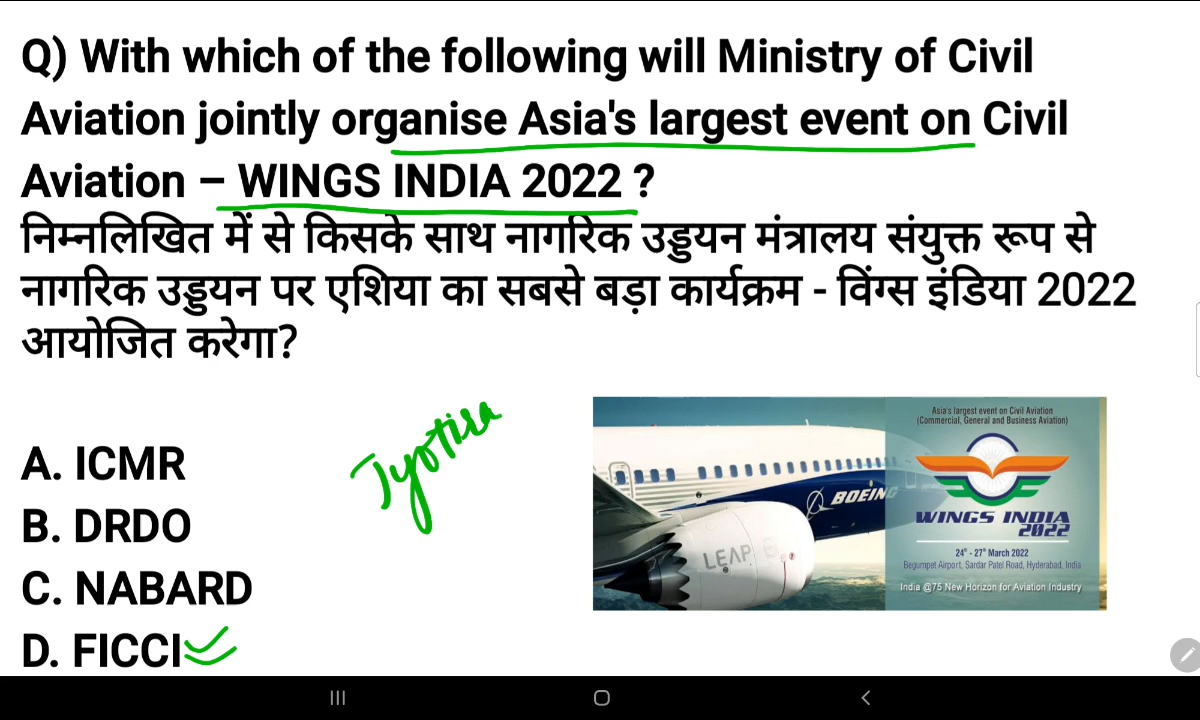 Q) With which of the following will Ministry of Civil
Aviation jointly organise Asia's largest event on Civil
Aviation – WINGS INDIA 2022 ?
निम्नलिखित में से किसके साथ नागरिक उड्डयन मंत्रालय संयुक्त रूप से
नागरिक उड्डयन पर एशिया का सबसे बड़ा कार्यक्रम - विंग्स इंडिया 2022
आयोजित करेगा?
A. ICMR
B. DRDO
C. NABARD
D. FICCI
BOEING
LEAP
Asia's largest event on Civil Aviation
(Commercial, General and Business Aviation)
WINGS INDIA
2022
24th - 27th March 2022
Begumpet Airport, Sardar Patel Road, Hyderabad, India
India @75 New Horizon for Aviation Industry